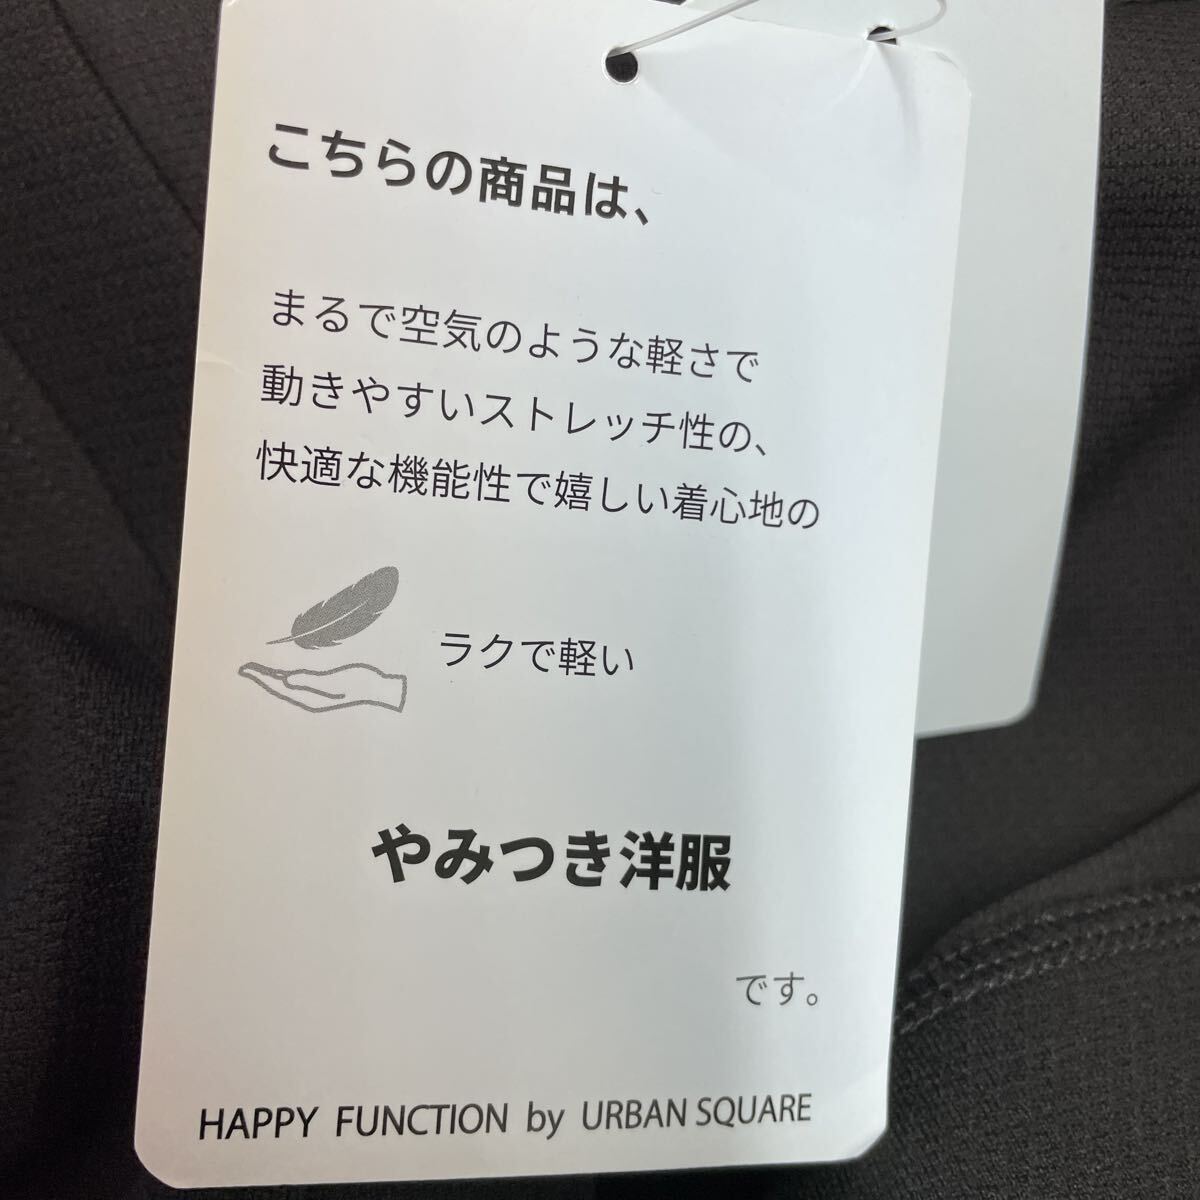 こちらの商品は、
まるで空気のような軽さで
動きやすいストレッチ性の、
快適な機能性で嬉しい着心地の
ラクで軽い
やみつき洋服
です。
HAPPY FUNCTION by URBAN SQUARE